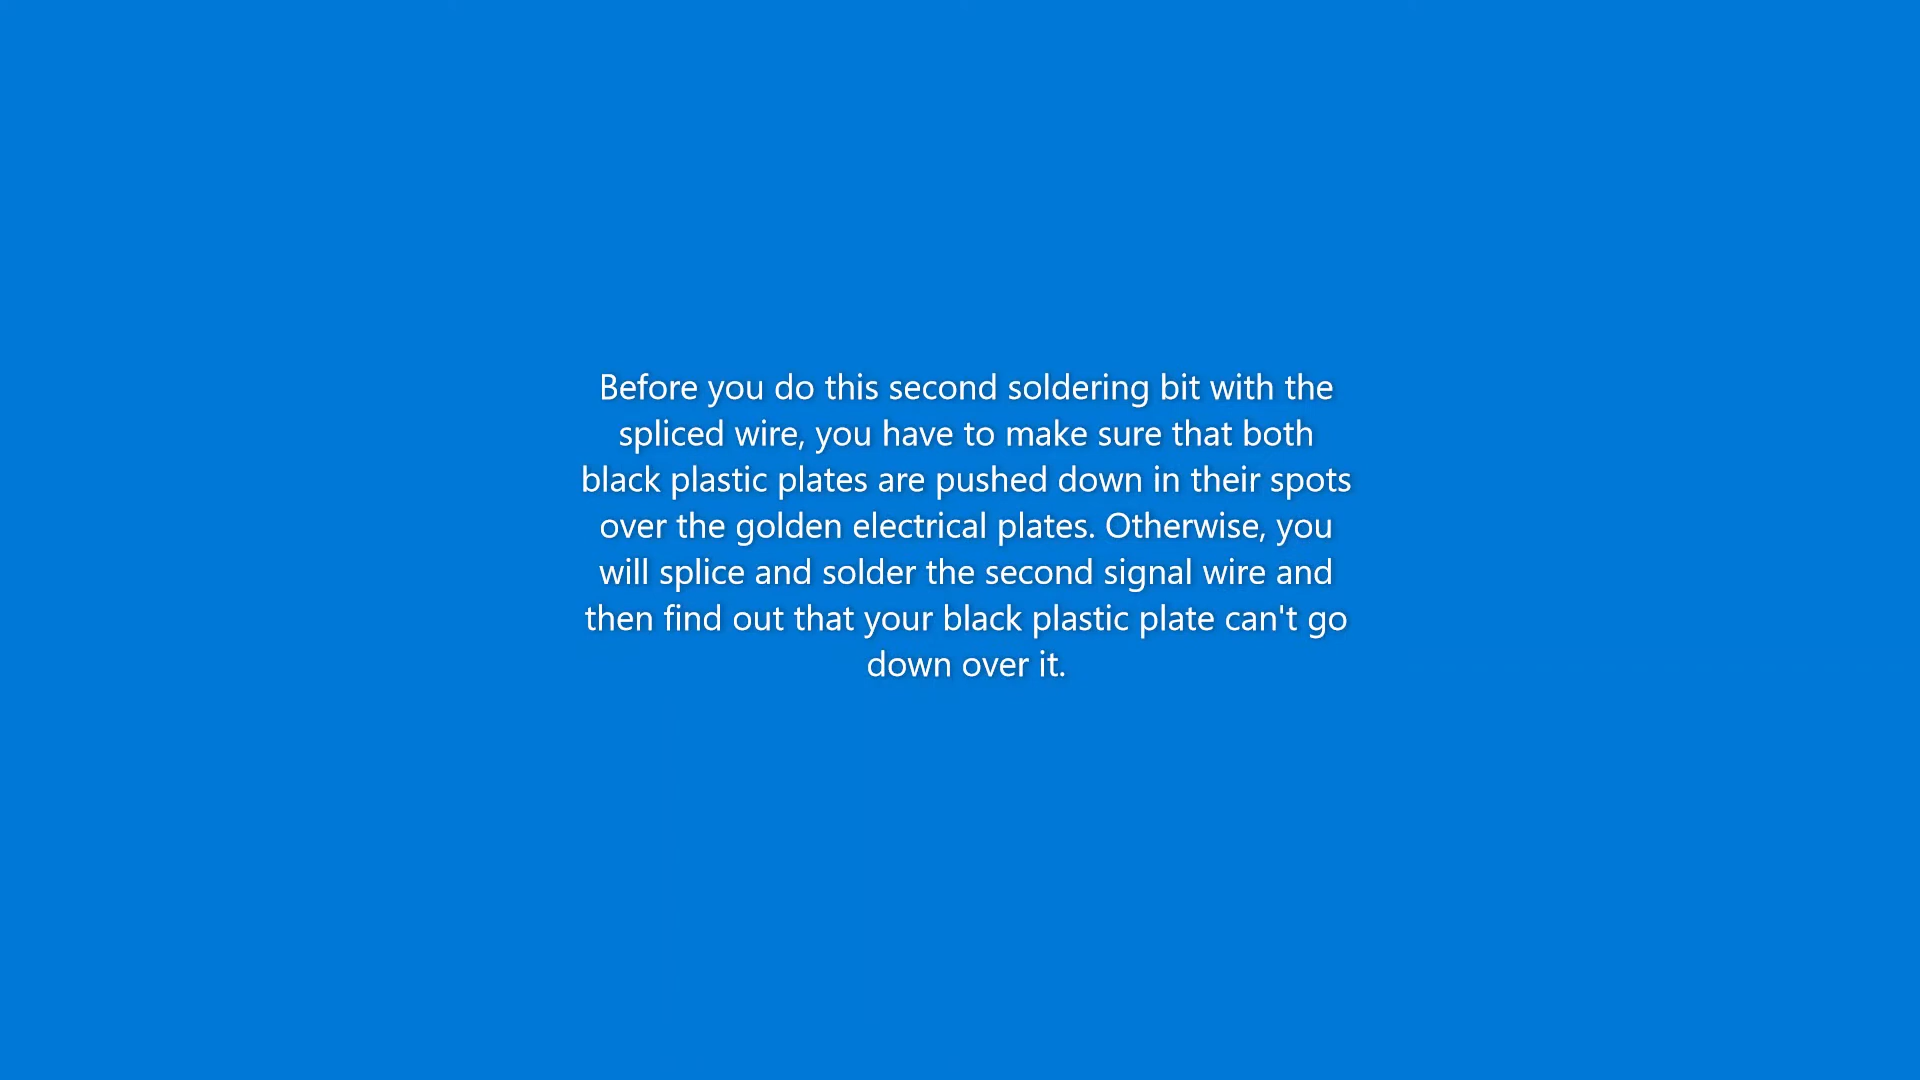 Before you do this second soldering bit with the
spliced wire, you have to make sure that both
black plastic plates are pushed down in their spots
over the golden electrical plates. Otherwise, you
will splice and solder the second signal wire and
then find out that your black plastic plate can't go
down over it.